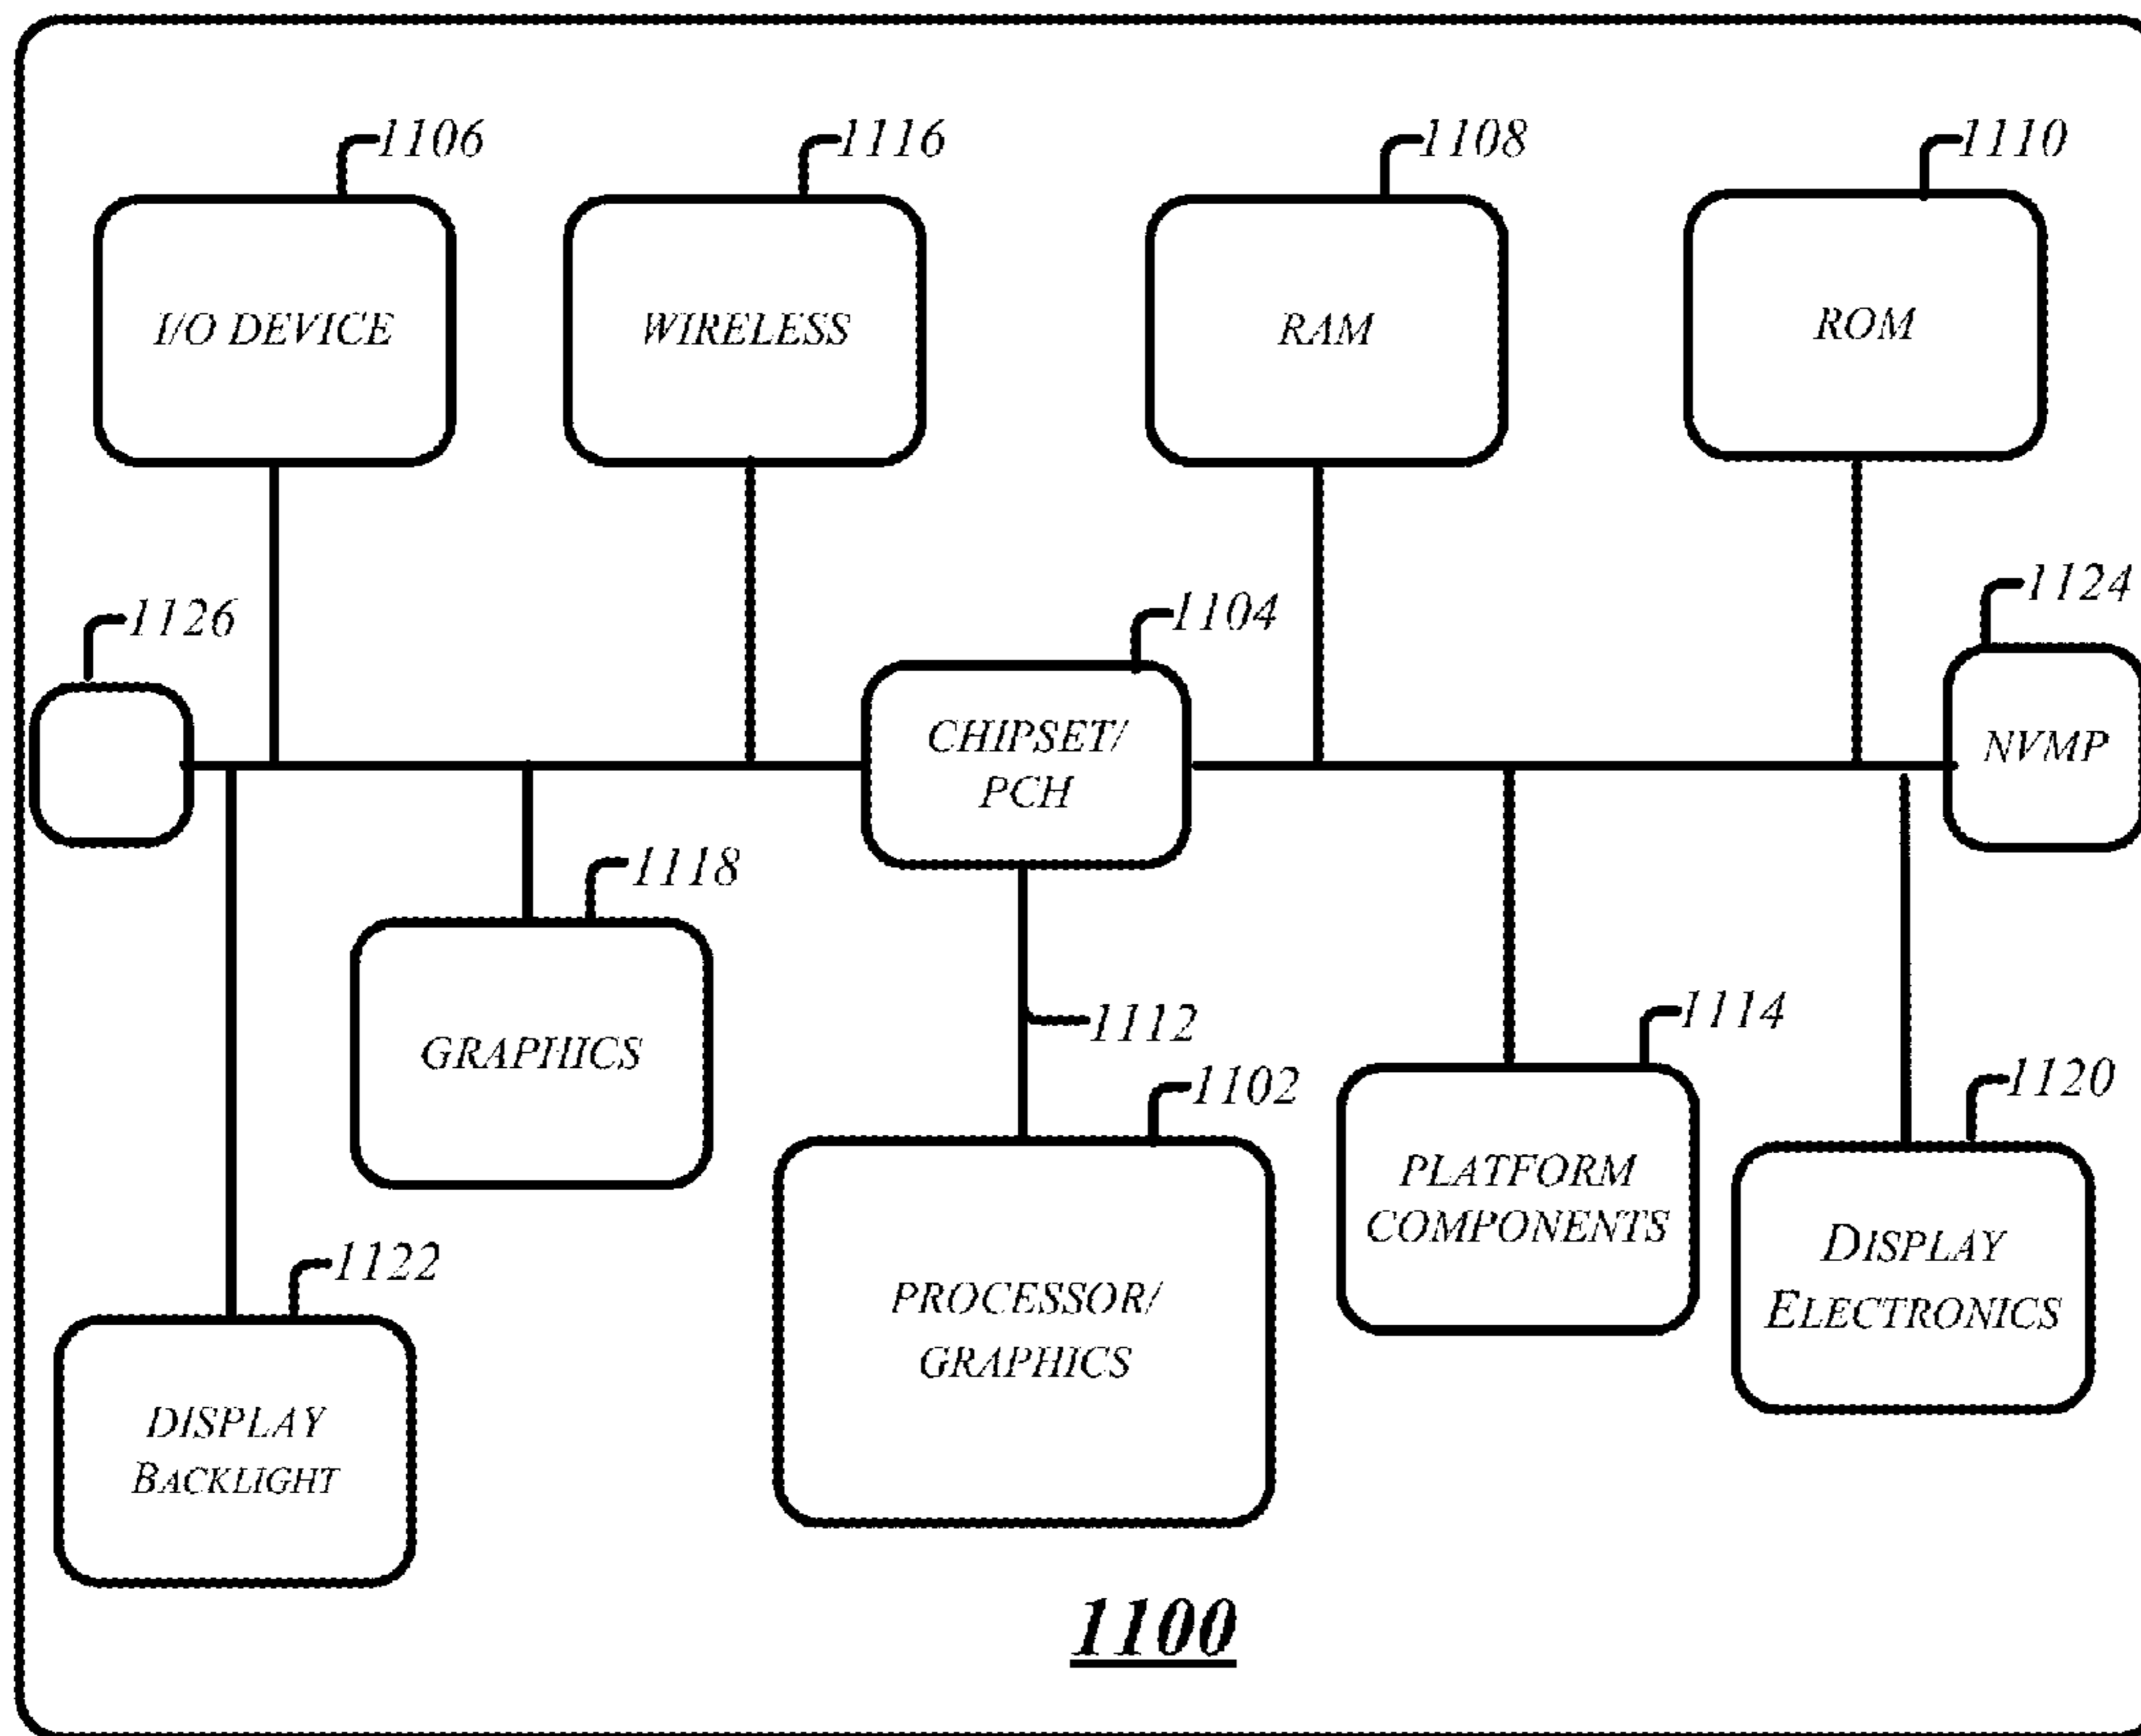 1106
1116
1108
1110
I/O DEVICE
WIRELESS
RAM
ROM
1126
1104
1124
CHIPSET/
PCH
NVMP
1118
GRAPHICS
1112
1114
1102
1120
PLATFORM
COMPONENTS
DISPLAY
ELECTRONICS
1122
PROCESSOR/
GRAPHICS
DISPLAY
BACKLIGHT
1100